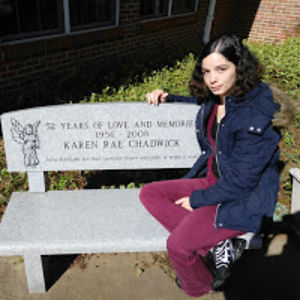 52 YEARS OF LOVE AND MEMORIES
1956 - 2008
KAREN RAE CHADWICK